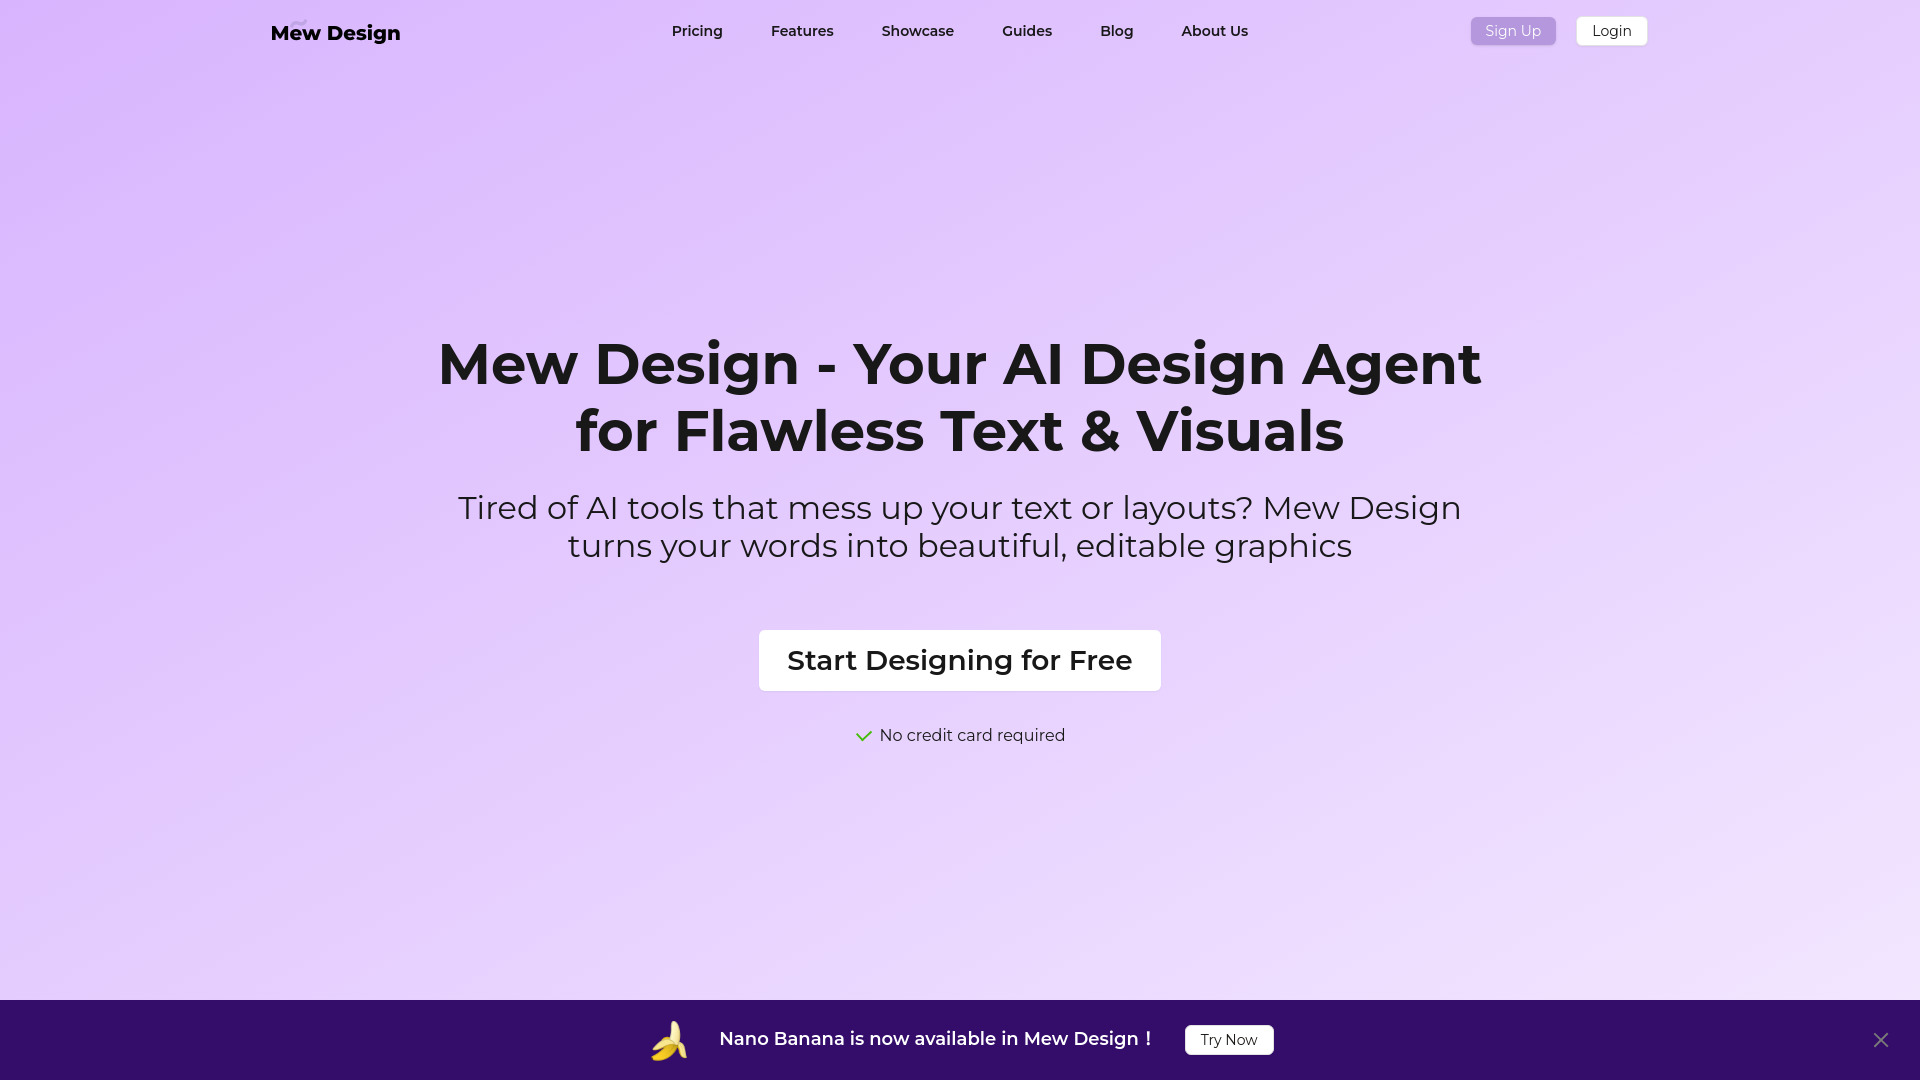 Mew Design
Pricing
Features
Showcase
Guides
Blog
About Us
Sign Up
Login
Mew Design - Your AI Design Agent
for Flawless Text & Visuals
Tired of AI tools that mess up your text or layouts? Mew Design
turns your words into beautiful, editable graphics
Start Designing for Free
No credit card required
Nano Banana is now available in Mew Design！
Try Now